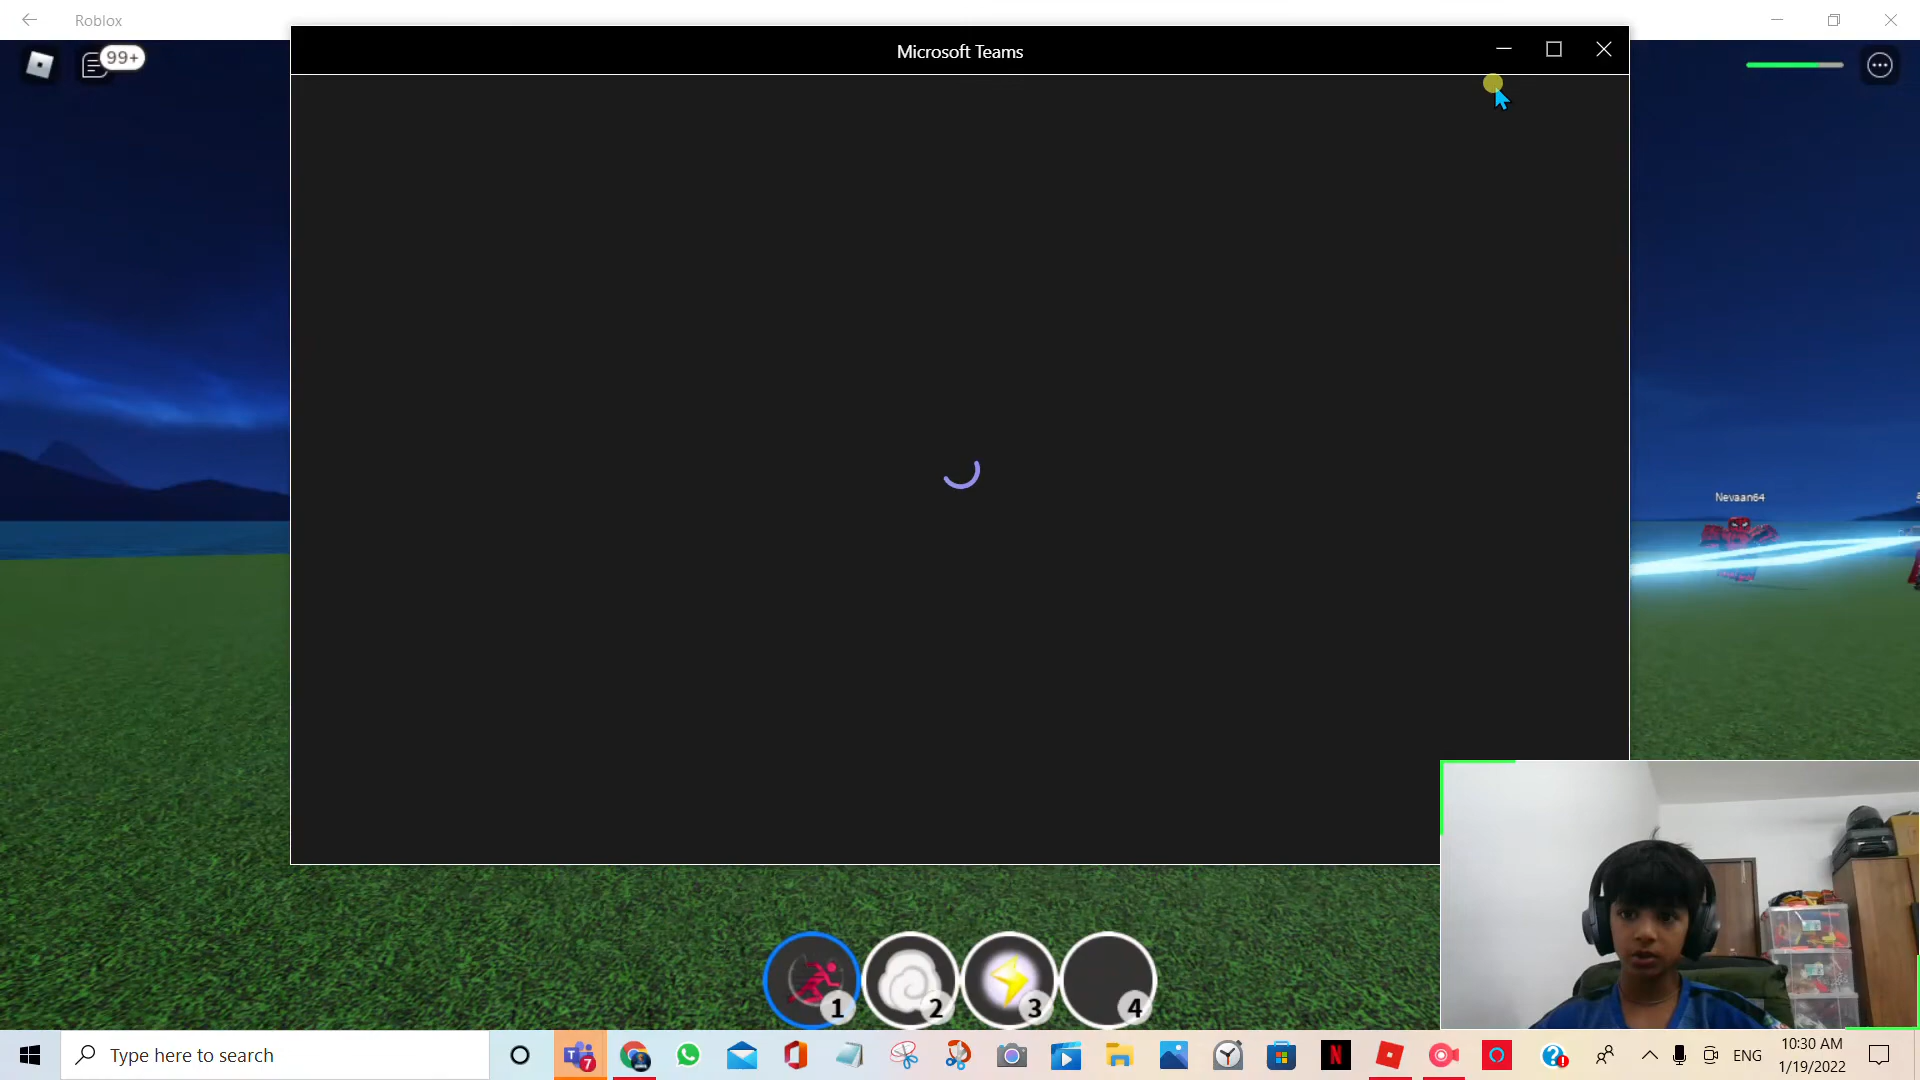 Roblox
Microsoft Teams
99+
Nevaan64
1
2
3
4
Type here to search
7
ENG
10:30 AM
1/19/2022